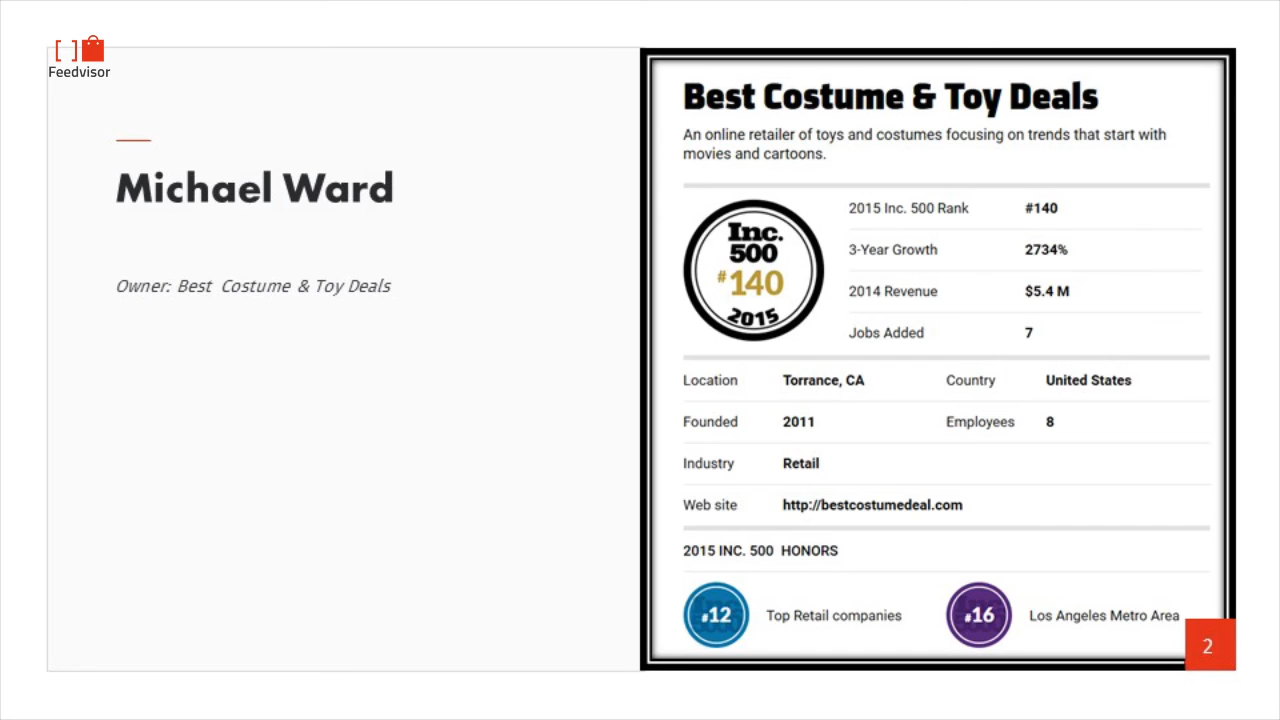 [ ]
Feedvisor
Michael Ward
Owner: Best Costume & Toy Deals
Best Costume & Toy Deals
An online retailer of toys and costumes focusing on trends that start with
movies and cartoons.
Inc.
500
#140
2015
2015 Inc. 500 Rank #140
3-Year Growth 2734%
2014 Revenue $5.4 M
Jobs Added 7
Location Torrance, CA Country United States
Founded 2011 Employees 8
Industry Retail
Web site http://bestcostumedeal.com
2015 INC. 500 HONORS
#12 Top Retail companies #16 Los Angeles Metro Area
2